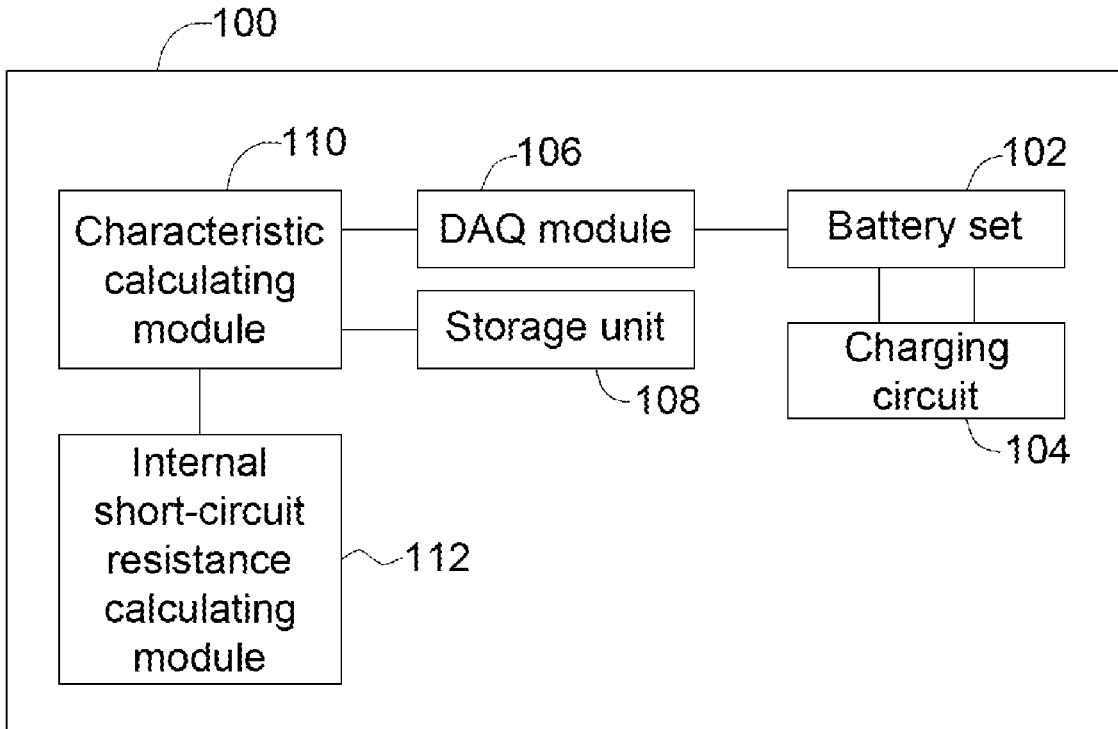 100
110
106
102
Characteristic
calculating
module
DAQ module
Battery set
Storage unit
108
Charging
circuit
104
Internal
short-circuit
resistance
calculating
module
112